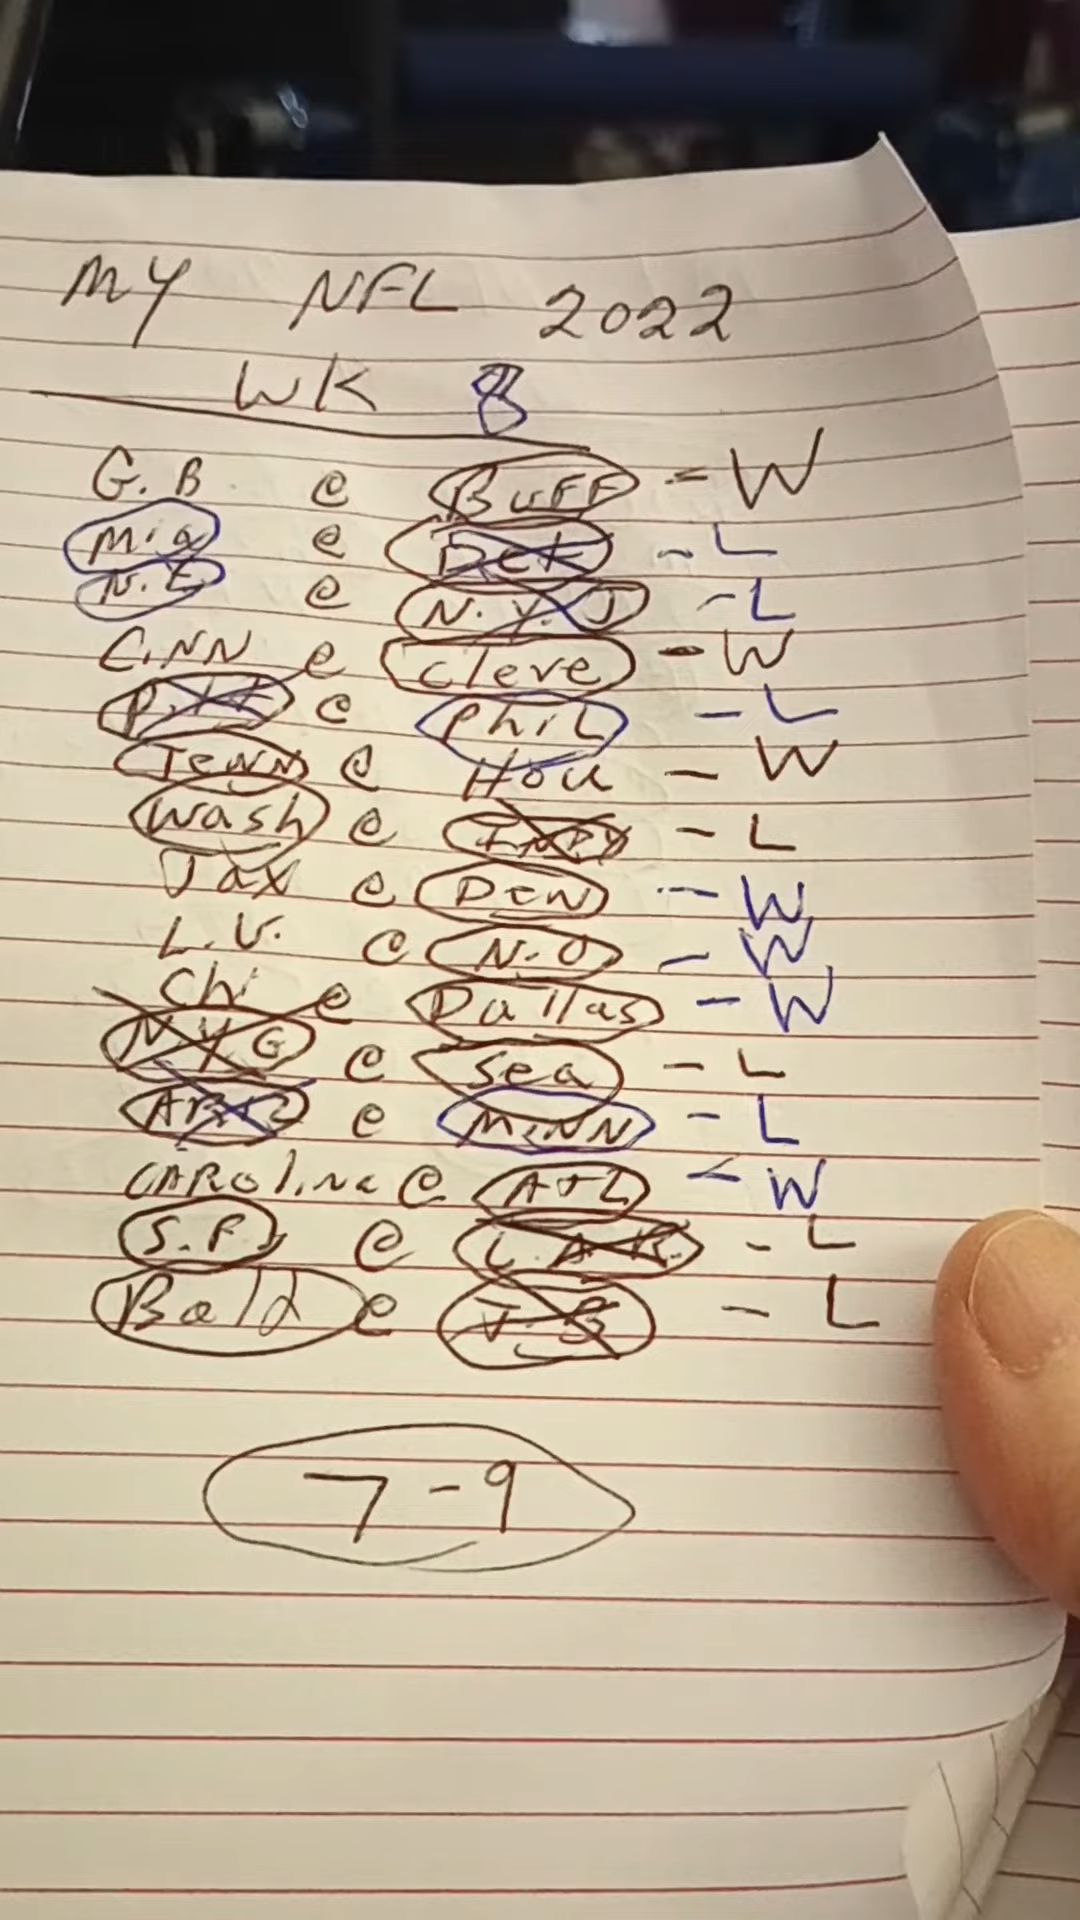 MY NFL 2022
WK 8
G.B. @ Buff = W
Mia @ Det - L
N.E. @ N.Y.J - L
CINN @ cleve - W
Pitt @ PhiL - L
Tenn @ Hou - W
Wash @ INDY - L
Jax @ Den - W
L.V. @ N.O. - W
Chi @ Dallas - W
N.Y.G @ Sea - L
ARIZ @ MINN - L
CAROlina @ AtL - W
S.F. @ L.A.R. - L
Bald @ T.B - L
7-9